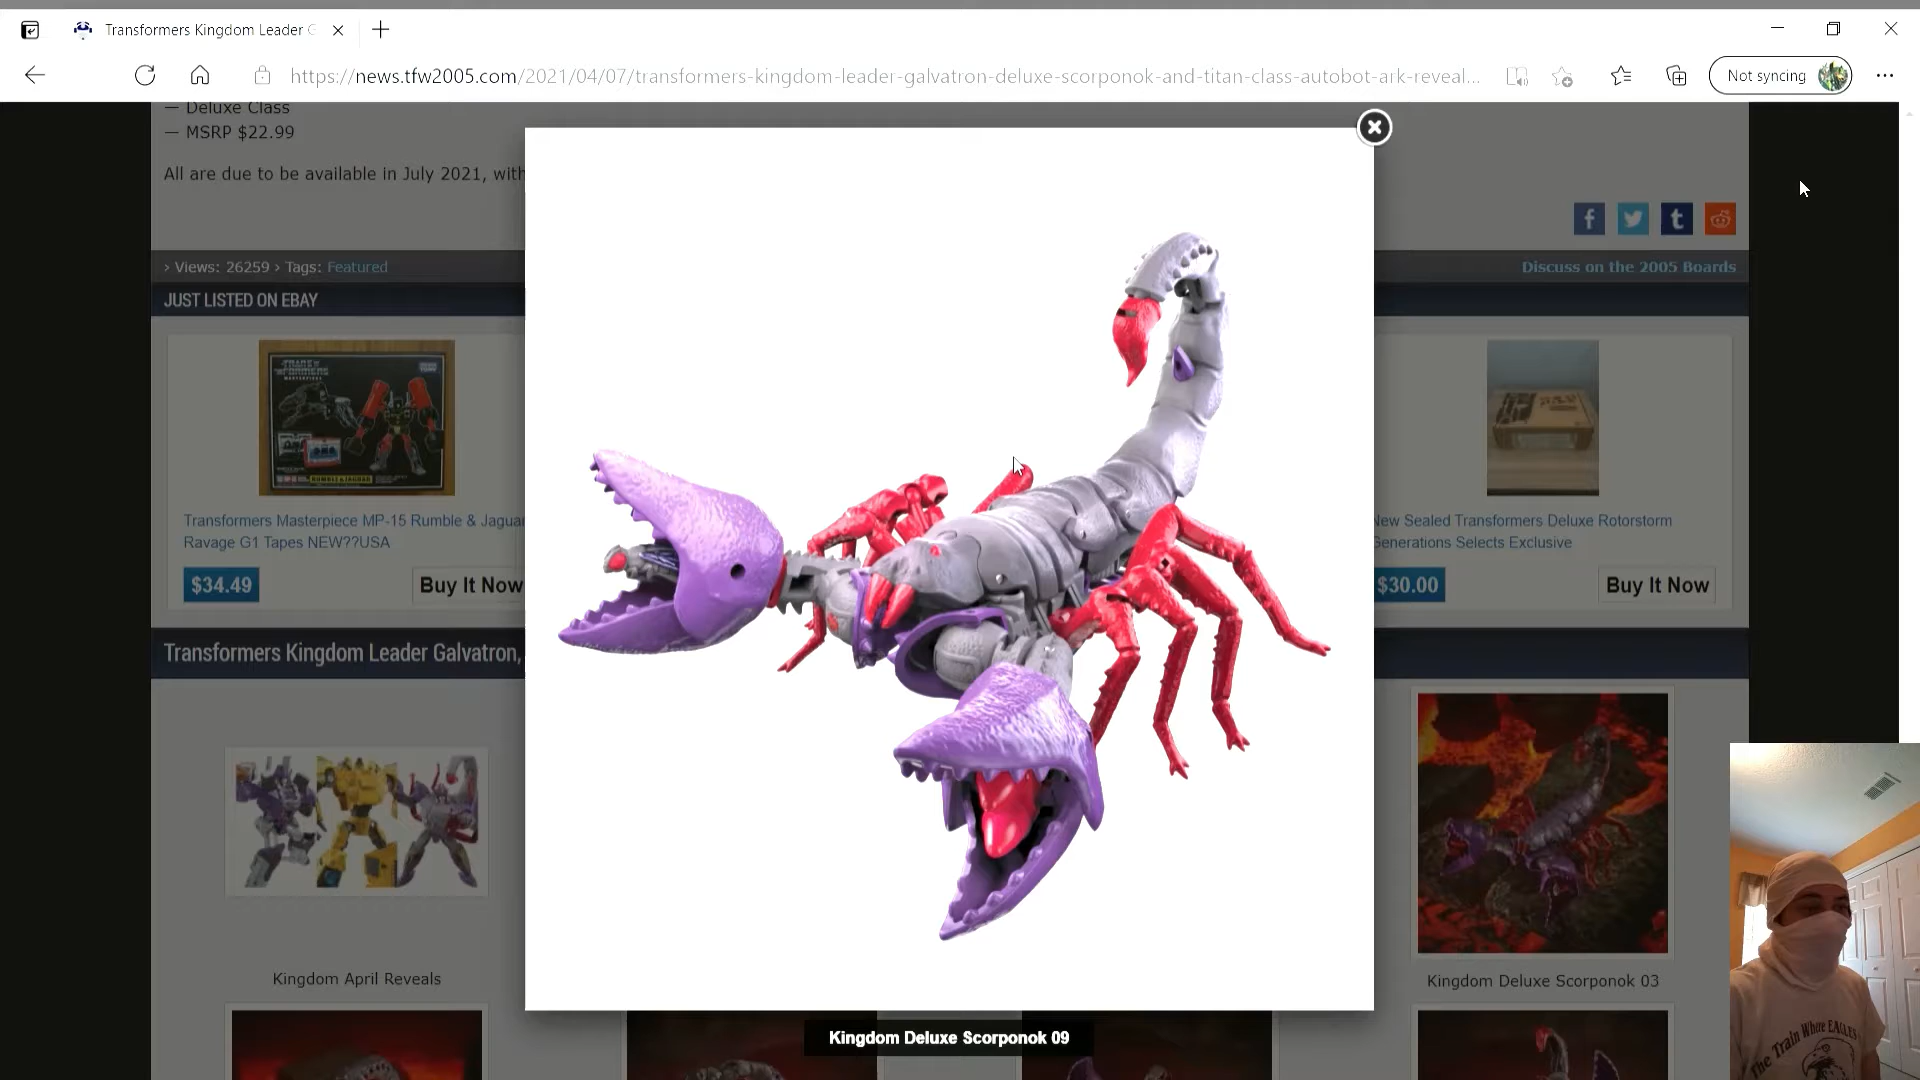 Transformers Kingdom Leader G
https://news.tfw2005.com/2021/04/07/transformers-kingdom-leader-galvatron-deluxe-scorponok-and-titan-class-autobot-ark-reveal...
Not syncing
— Deluxe Class
— MSRP $22.99
All are due to be available in July 2021, with
› Views: 26259 › Tags: Featured
Discuss on the 2005 Boards
JUST LISTED ON EBAY
Transformers Masterpiece MP-15 Rumble & Jaguar
Ravage G1 Tapes NEW??USA
$34.49
Buy It Now
New Sealed Transformers Deluxe Rotorstorm
Generations Selects Exclusive
$30.00
Buy It Now
Transformers Kingdom Leader Galvatron,
Kingdom April Reveals
Kingdom Deluxe Scorponok 03
Kingdom Deluxe Scorponok 09
The Train Where EAGLES